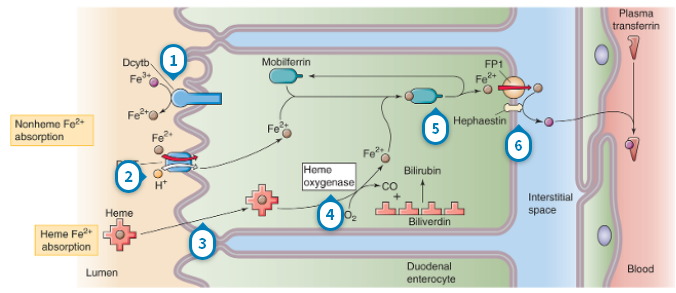 Plasma
transferrin
1
Dcytb
Fe3+
Fe2+
Mobilferrin
FP1
Fe2+
Nonheme Fe2+
absorption
Fe2+
Fe2+
Hephaestin
5
6
2
H+
Fe2+
Heme
oxygenase
Bilirubin
CO
+
4
O2
Biliverdin
Interstitial
space
Heme
Heme Fe2+
absorption
3
Lumen
Duodenal
enterocyte
Blood